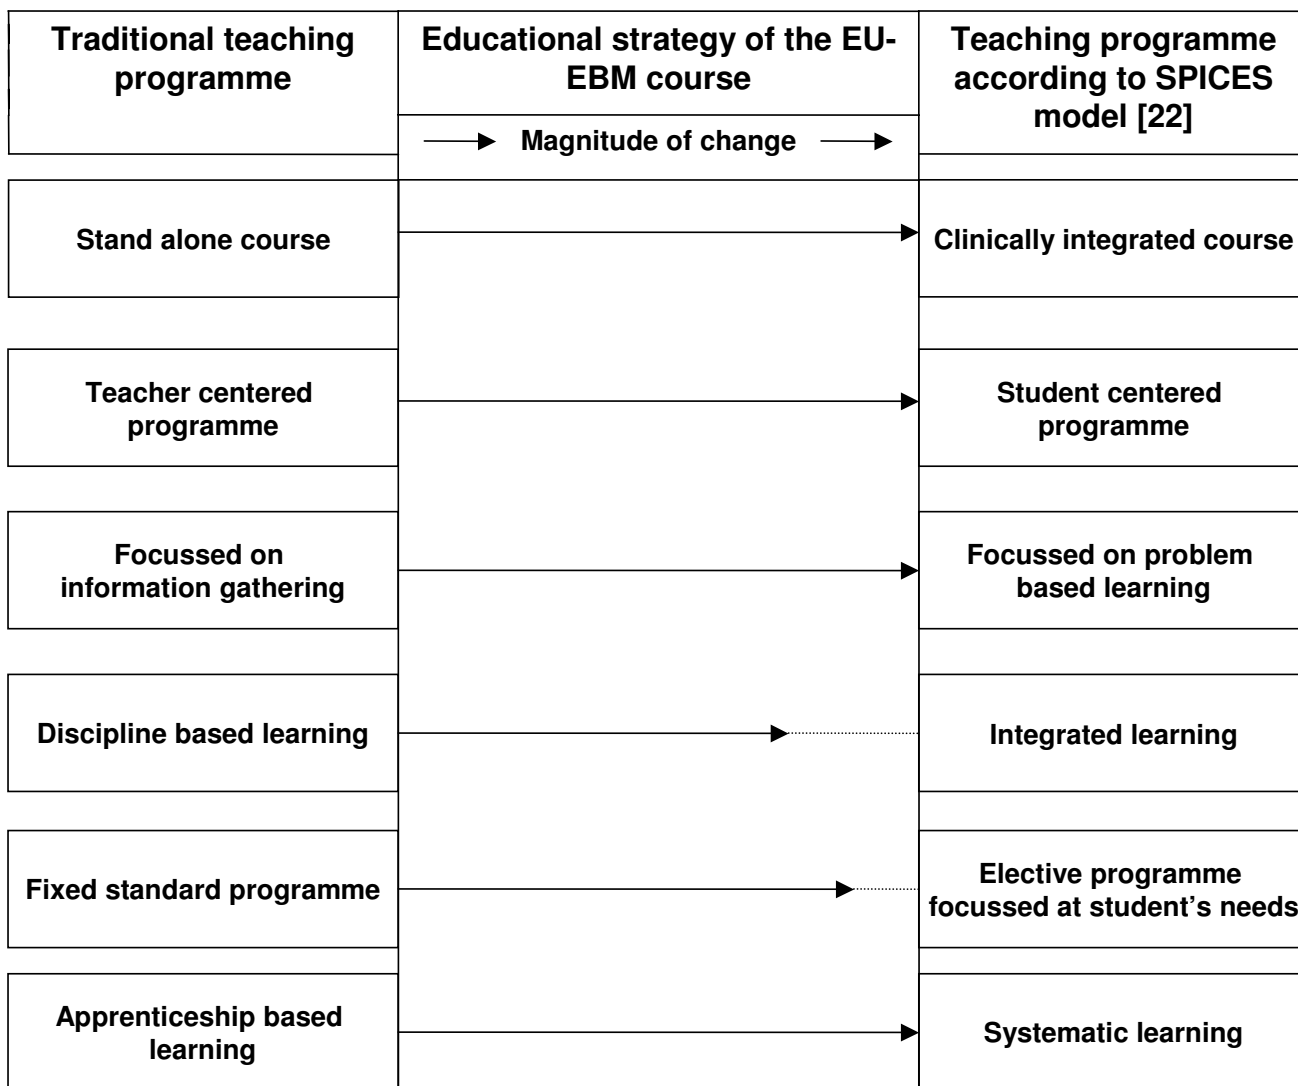 Traditional teaching
programme
Educational strategy of the EU-
EBM course
Magnitude of change
Teaching programme
according to SPICES
model [22]
Stand alone course
Clinically integrated course
Teacher centered
programme
Student centered
programme
Focussed on
information gathering
Focussed on problem
based learning
Discipline based learning
Integrated learning
Fixed standard programme
Elective programme
focussed at student’s needs
Apprenticeship based
learning
Systematic learning